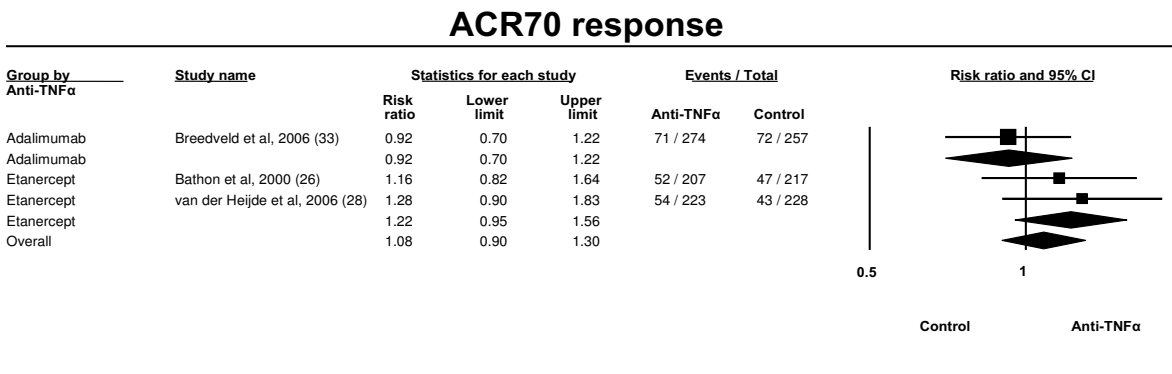 ACR70 response
Group by Study name Statistics for each study Events / Total Risk ratio and 95% CI
Anti-TNFα
Risk ratio Lower limit Upper limit Anti-TNFα Control
Adalimumab Breedveld et al, 2006 (33) 0.92 0.70 1.22 71 / 274 72 / 257
Adalimumab 0.92 0.70 1.22
Etanercept Bathon et al, 2000 (26) 1.16 0.82 1.64 52 / 207 47 / 217
Etanercept van der Heijde et al, 2006 (28) 1.28 0.90 1.83 54 / 223 43 / 228
Etanercept 1.22 0.95 1.56
Overall 1.08 0.90 1.30
0.5 1
Control Anti-TNFα